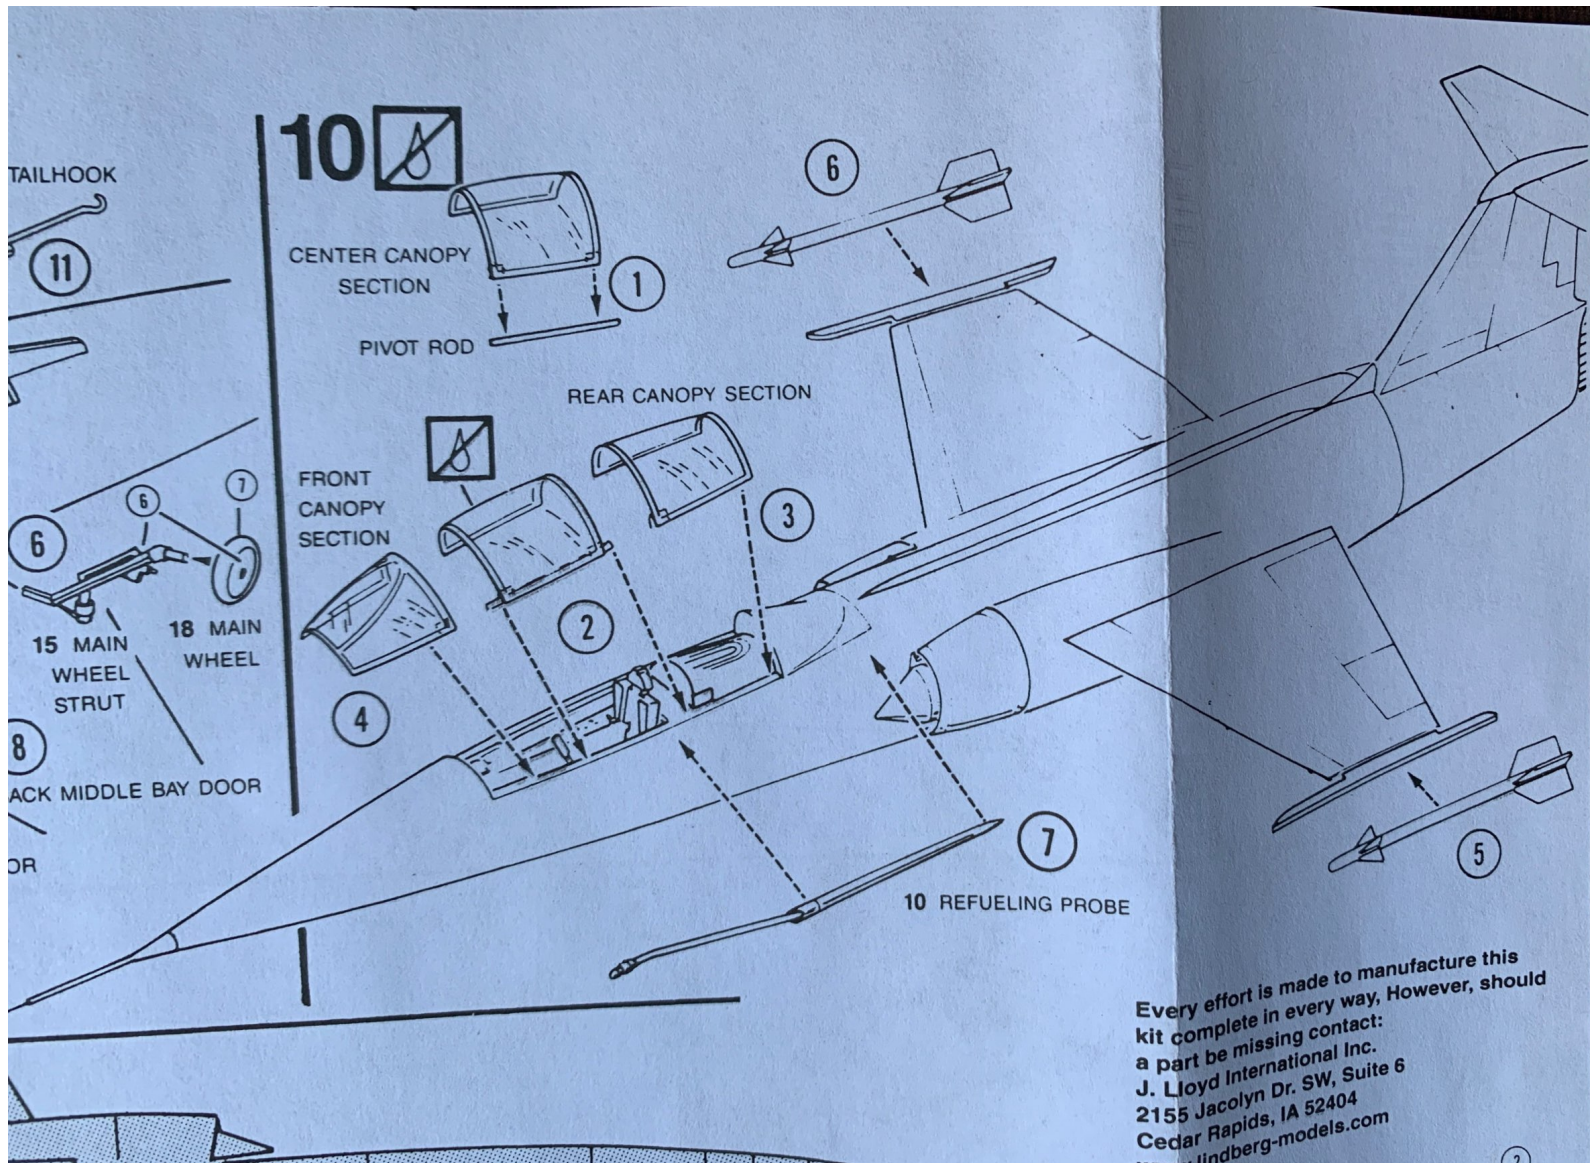 TAILHOOK
11
6
6
7
15 MAIN
WHEEL
STRUT
18 MAIN
WHEEL
8
ACK MIDDLE BAY DOOR
OR
10
CENTER CANOPY
SECTION
1
PIVOT ROD
6
REAR CANOPY SECTION
3
FRONT
CANOPY
SECTION
2
4
7
10 REFUELING PROBE
5
Every effort is made to manufacture this
kit complete in every way, However, should
a part be missing contact:
J. Lloyd International Inc.
2155 Jacolyn Dr. SW, Suite 6
Cedar Rapids, IA 52404
lindberg-models.com
2